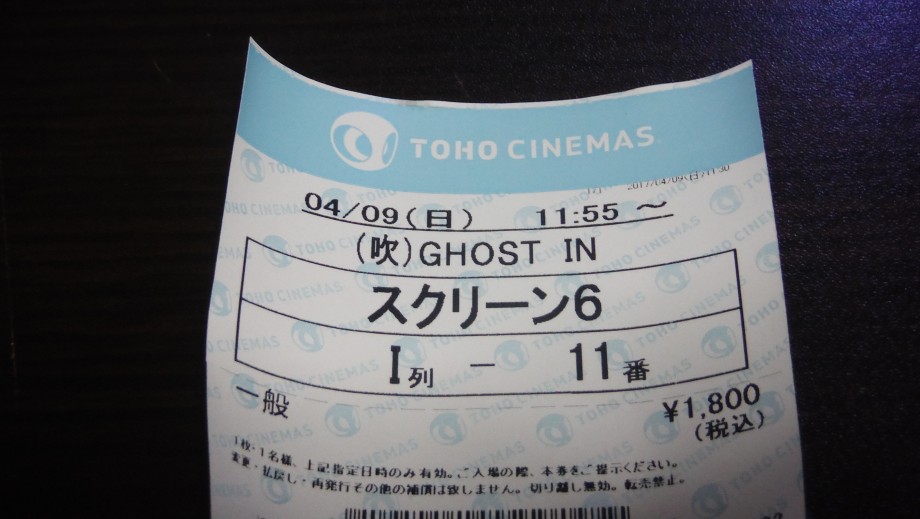 TOHO CINEMAS
2017/04/09(日)11:30
04/09(日) 11:55 ～
(吹)GHOST IN
スクリーン6
I列 － 11番
一般
¥1,800
(税込)
1枚・1名様、上記指定日時のみ有効。ご入場の際、本券をご提示ください。
変更・払戻し・再発行その他の補償は致しません。切り離し無効。転売禁止。